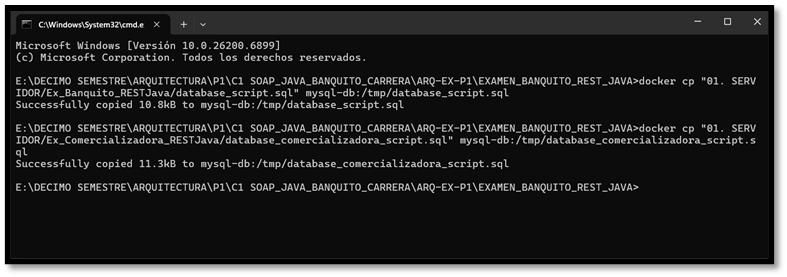 C:\Windows\System32\cmd.e
Microsoft Windows [Versión 10.0.26200.6899]
(c) Microsoft Corporation. Todos los derechos reservados.
E:\DECIMO SEMESTRE\ARQUITECTURA\P1\C1 SOAP_JAVA_BANQUITO_CARRERA\ARQ-EX-P1\EXAMEN_BANQUITO_REST_JAVA>docker cp "01. SERV
IDOR/Ex_Banquito_RESTJava/database_script.sql" mysql-db:/tmp/database_script.sql
Successfully copied 10.8kB to mysql-db:/tmp/database_script.sql
E:\DECIMO SEMESTRE\ARQUITECTURA\P1\C1 SOAP_JAVA_BANQUITO_CARRERA\ARQ-EX-P1\EXAMEN_BANQUITO_REST_JAVA>docker cp "01. SERV
IDOR/Ex_Comercializadora_RESTJava/database_comercializadora_script.sql" mysql-db:/tmp/database_comercializadora_script.s
ql
Successfully copied 11.3kB to mysql-db:/tmp/database_comercializadora_script.sql
E:\DECIMO SEMESTRE\ARQUITECTURA\P1\C1 SOAP_JAVA_BANQUITO_CARRERA\ARQ-EX-P1\EXAMEN_BANQUITO_REST_JAVA>